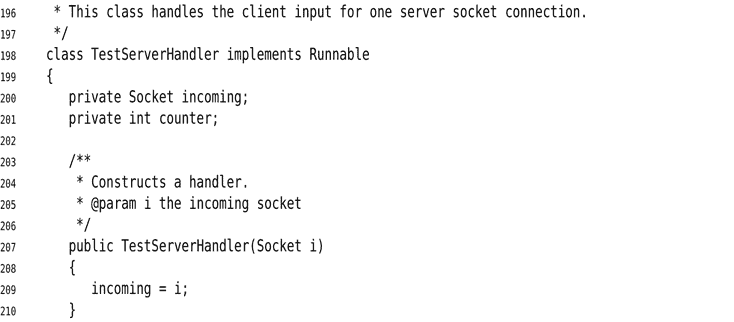 196      * This class handles the client input for one server socket connection.
197      */
198     class TestServerHandler implements Runnable
199     {
200        private Socket incoming;
201        private int counter;
202
203        /**
204         * Constructs a handler.
205         * @param i the incoming socket
206         */
207        public TestServerHandler(Socket i)
208        {
209           incoming = i;
210        }